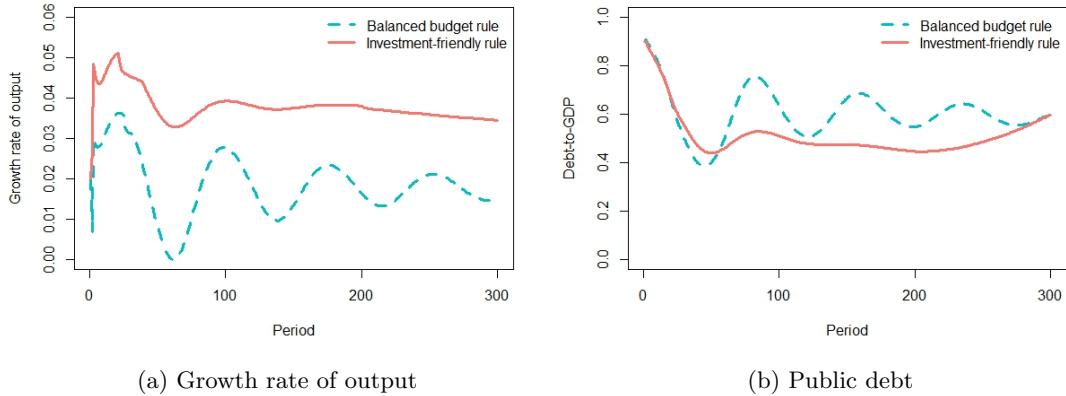 Balanced budget rule
Investment-friendly rule
Growth rate of output
0.06
0.05
0.04
0.03
0.02
0.01
0.00
0
100
200
300
Period
(a) Growth rate of output
Balanced budget rule
Investment-friendly rule
Debt-to-GDP
1.0
0.8
0.6
0.4
0.2
0.0
0
100
200
300
Period
(b) Public debt